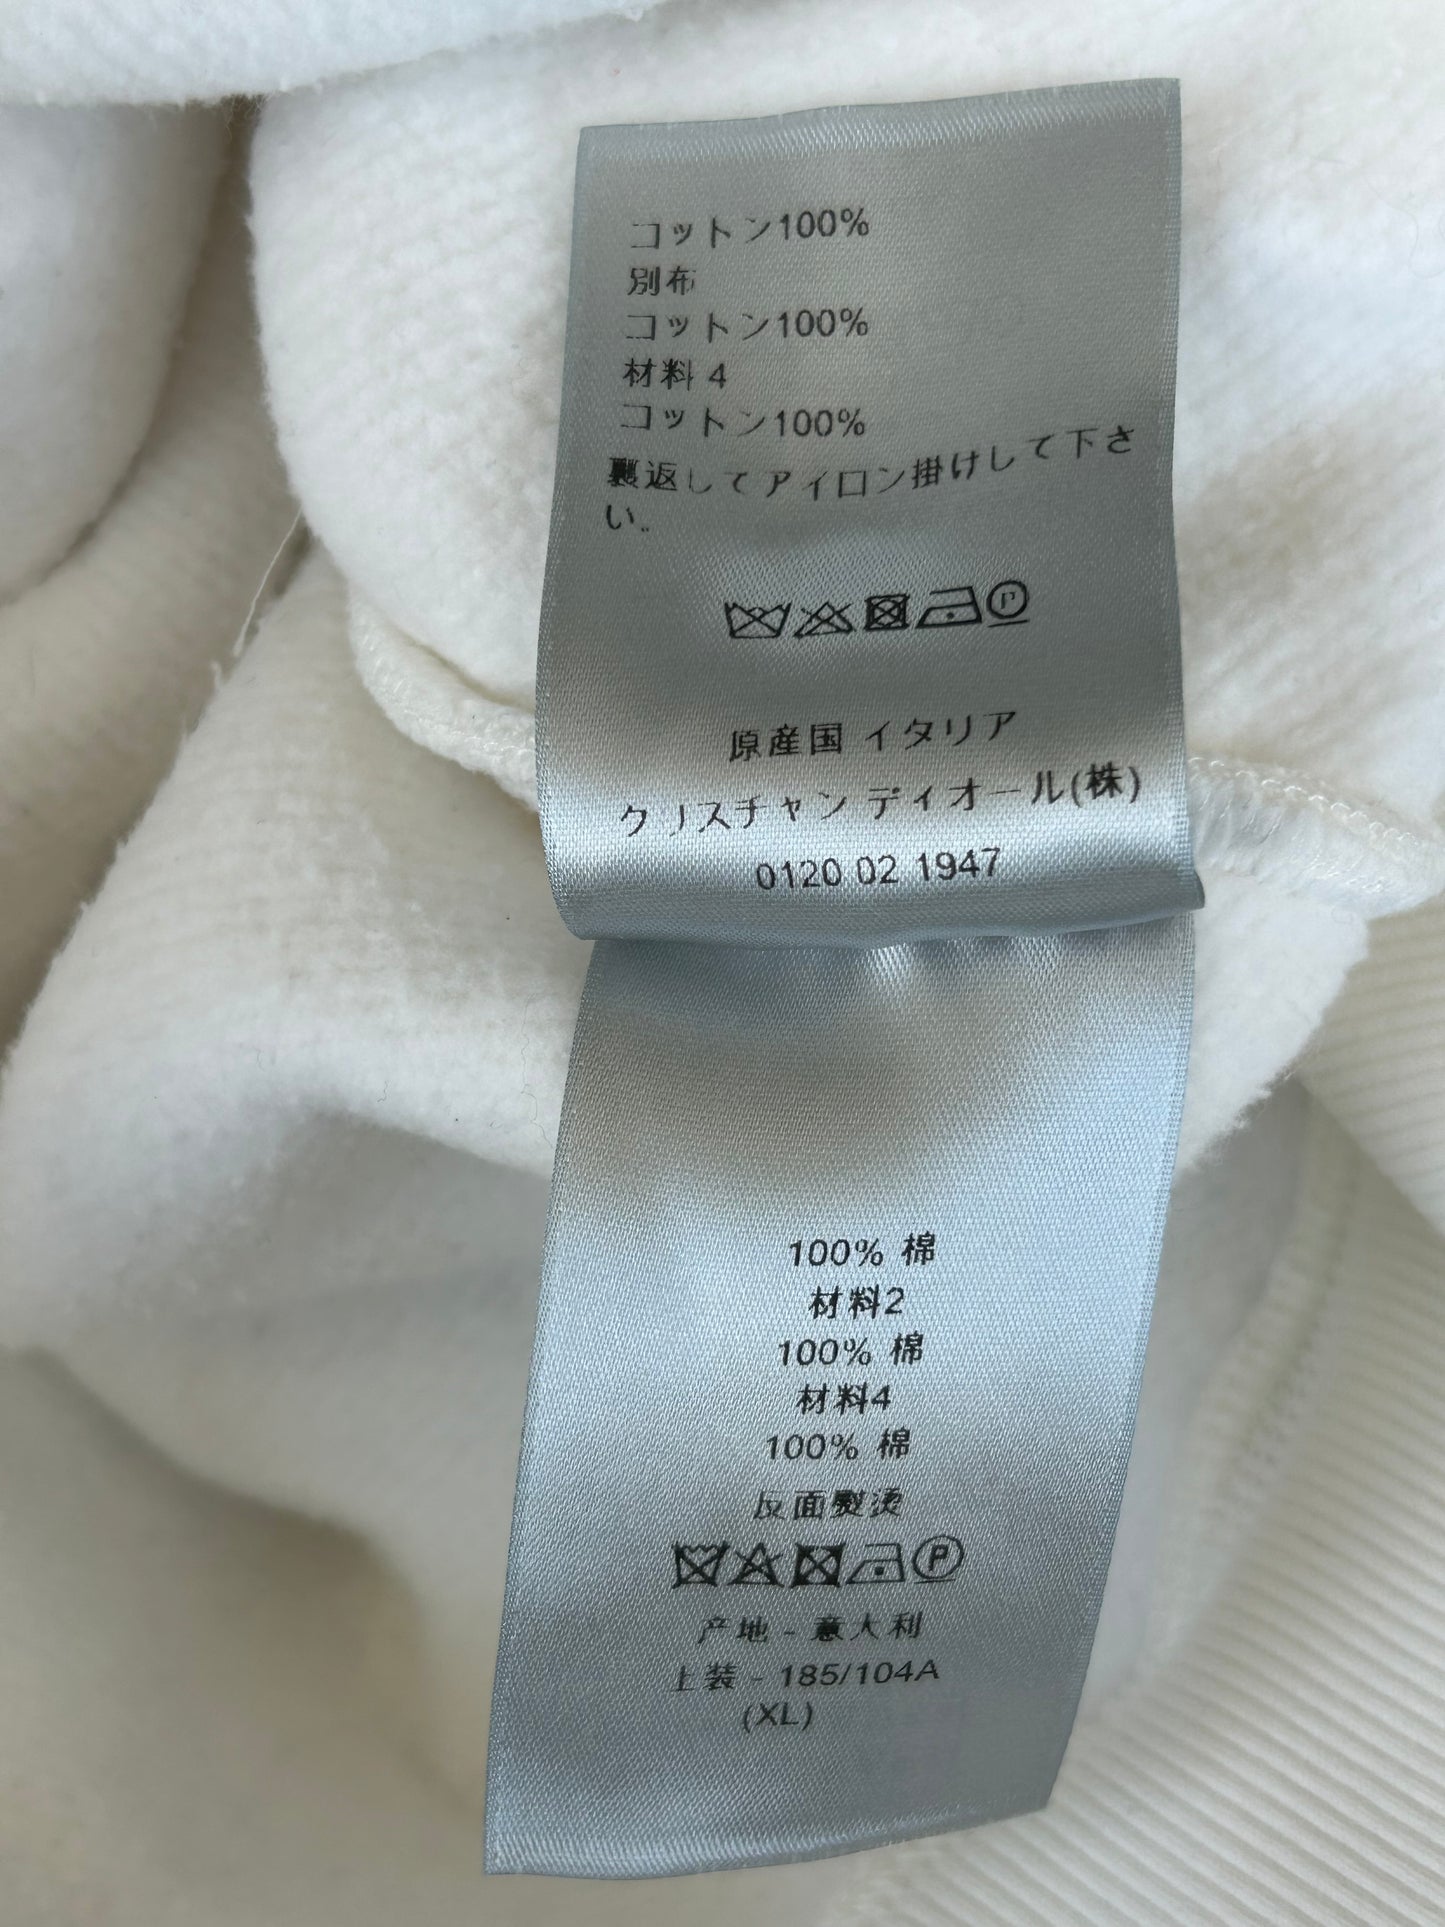 コットン100%
別布
コットン100%
材料 4
コットン100%
裏返してアイロン掛けして下さ
い。
P
原産国 イタリア
クリスチャン ディオール(株)
0120 02 1947
100% 棉
材料2
100% 棉
材料4
100% 棉
反面熨烫
P
产地 - 意大利
上装 - 185/104A
(XL)